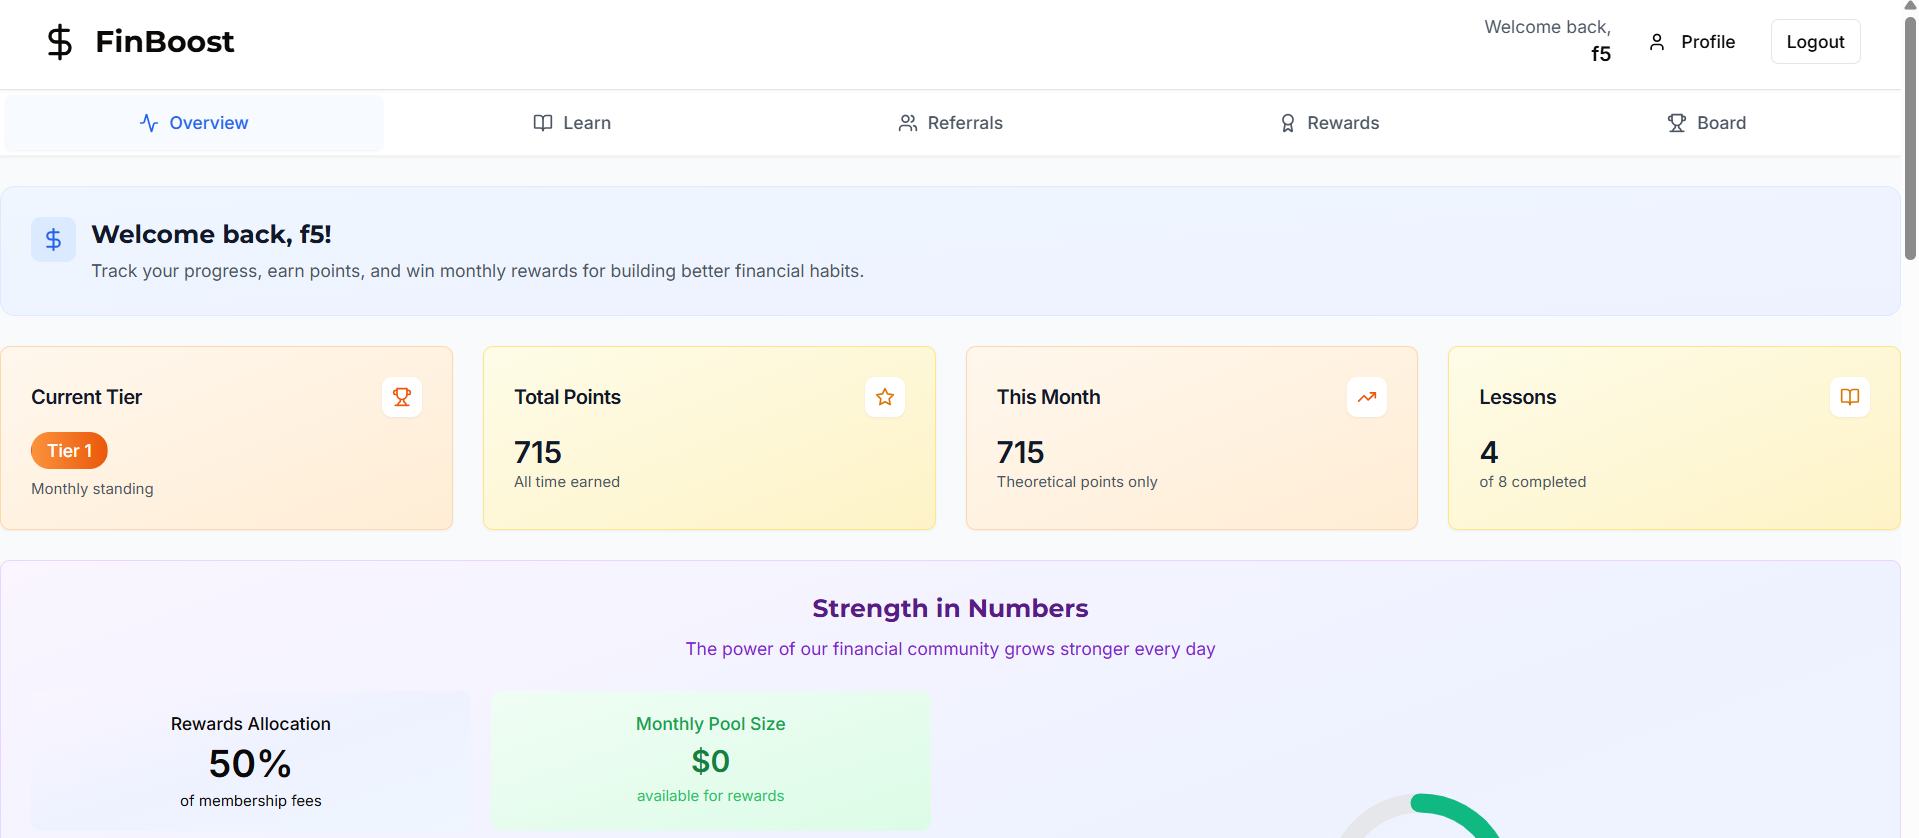 FinBoost
Welcome back,
f5
Profile
Logout
Overview
Learn
Referrals
Rewards
Board
Welcome back, f5!
Track your progress, earn points, and win monthly rewards for building better financial habits.
Current Tier
Tier 1
Monthly standing
Total Points
715
All time earned
This Month
715
Theoretical points only
Lessons
4
of 8 completed
Strength in Numbers
The power of our financial community grows stronger every day
Rewards Allocation
50%
of membership fees
Monthly Pool Size
$0
available for rewards